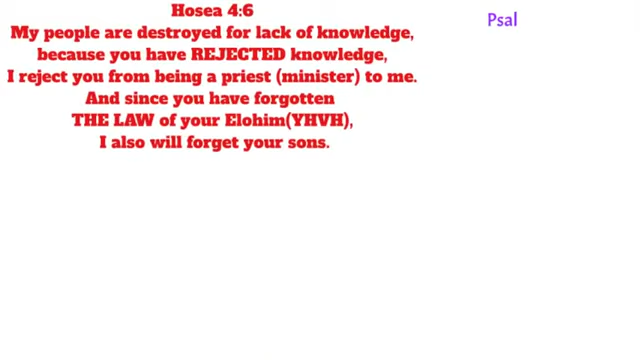 Hosea 4:6
My people are destroyed for lack of knowledge,
because you have REJECTED knowledge,
I reject you from being a priest (minister) to me.
And since you have forgotten
THE LAW of your Elohim(YHVH),
I also will forget your sons.
Psal